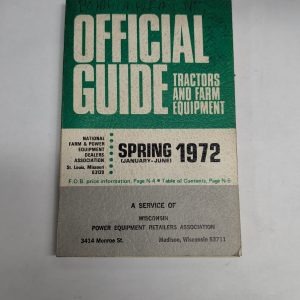 OFFICIAL
GUIDE
TRACTORS
AND FARM
EQUIPMENT
NATIONAL
FARM & POWER
EQUIPMENT
DEALERS
ASSOCIATION
St. Louis, Missouri
SPRING 1972
(JANUARY-JUNE)
F.O.B. price information, Page N-4 • Table of Contents, Page N-5
A SERVICE OF
WISCONSIN
POWER EQUIPMENT RETAILERS ASSOCIATION
3414 Monroe St. Madison, Wisconsin 53711